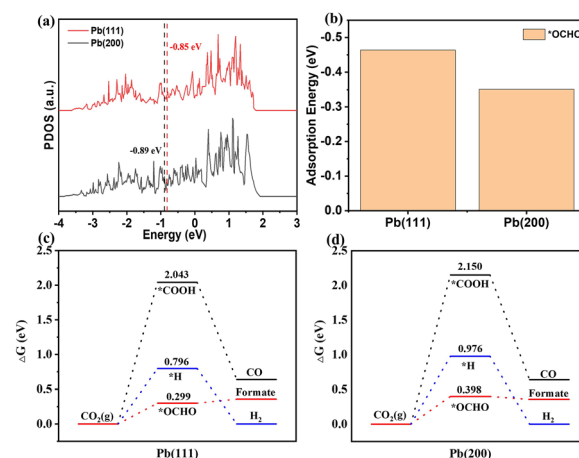 (a)
Pb(111)
Pb(200)
-0.85 eV
-0.89 eV
PDOS (a.u.)
-4 -3 -2 -1 0 1 2 3
Energy (eV)
(b)
*OCHO
-0.5
-0.4
-0.3
-0.2
-0.1
0.0
Adsorption Energy (eV)
Pb(111) Pb(200)
(c)
2.5
2.0
1.5
1.0
0.5
0.0
△G (eV)
2.043
*COOH
0.796
*H
0.299
*OCHO
CO₂(g)
CO
Formate
H₂
Pb(111)
(d)
2.5
2.0
1.5
1.0
0.5
0.0
△G (eV)
2.150
*COOH
0.976
*H
0.398
*OCHO
CO₂(g)
CO
Formate
H₂
Pb(200)